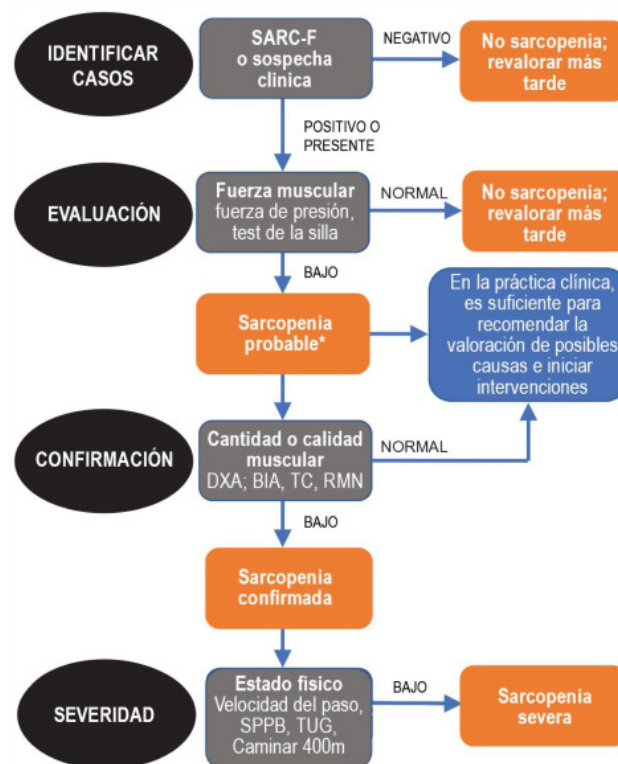 IDENTIFICAR
CASOS
SARC-F
o sospecha
clinica
NEGATIVO
No sarcopenia;
revalorar más
tarde
POSITIVO O
PRESENTE
EVALUACIÓN
Fuerza muscular
fuerza de presión,
test de la silla
NORMAL
No sarcopenia;
revalorar más
tarde
BAJO
Sarcopenia
probable*
En la práctica clínica,
es suficiente para
recomendar la
valoración de posibles
causas e iniciar
intervenciones
CONFIRMACIÓN
Cantidad o calidad
muscular
DXA; BIA, TC, RMN
NORMAL
BAJO
Sarcopenia
confirmada
SEVERIDAD
Estado físico
Velocidad del paso,
SPPB, TUG,
Caminar 400m
BAJO
Sarcopenia
severa